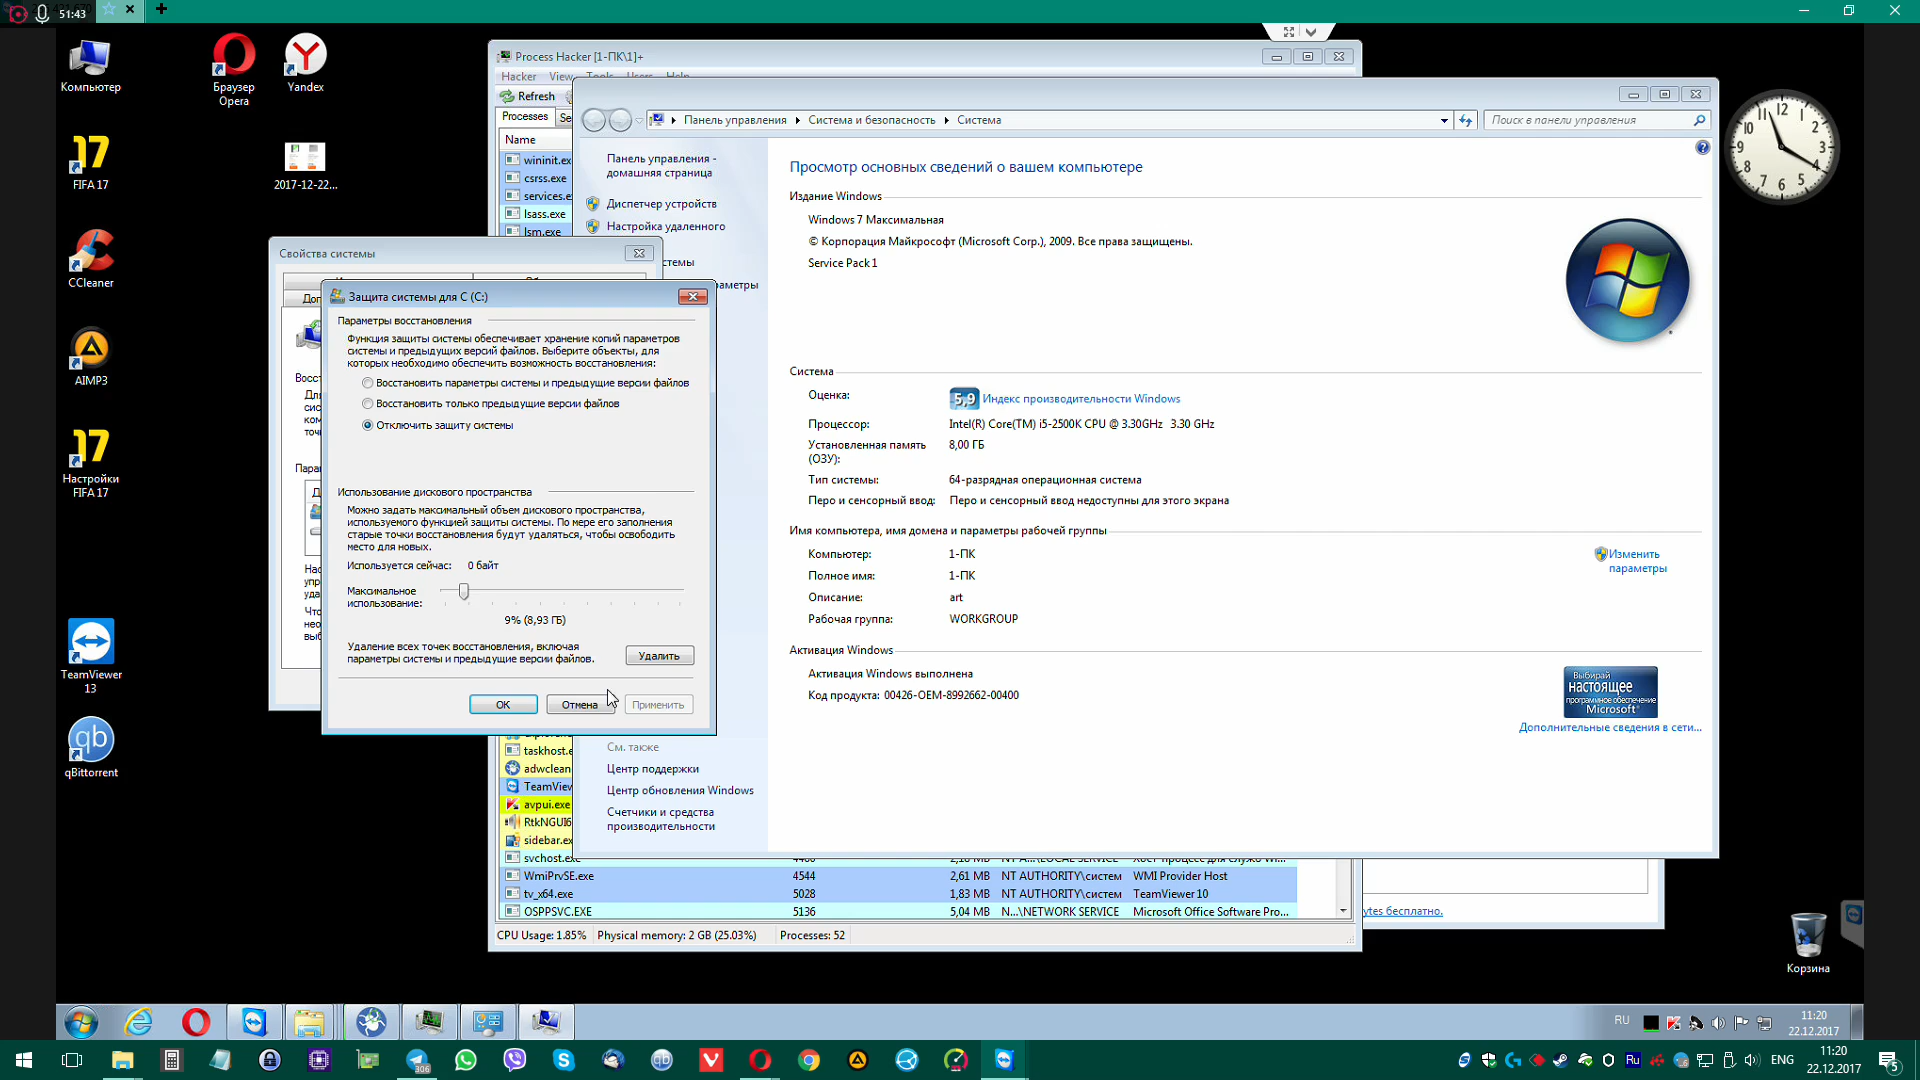 51:43
Компьютер
Браузер
Opera
Yandex
FIFA 17
2017-12-22...
CCleaner
AIMP3
Настройки
FIFA 17
TeamViewer
13
qBittorrent
Корзина
Process Hacker [1-ПК\1]+
Hacker View Tools Users Help
Refresh
Processes
Name
wininit.ex
csrss.exe
services.e
lsass.exe
lsm.exe
Панель управления
Система и безопасность
Система
Поиск в панели управления
Панель управления -
домашняя страница
Диспетчер устройств
Настройка удаленного
Просмотр основных сведений о вашем компьютере
Издание Windows
Windows 7 Максимальная
© Корпорация Майкрософт (Microsoft Corp.), 2009. Все права защищены.
Service Pack 1
Система
Оценка:
5,9 Индекс производительности Windows
Процессор:
Intel(R) Core(TM) i5-2500K CPU @ 3.30GHz 3.30 GHz
Установленная память
(ОЗУ):
8,00 ГБ
Тип системы:
64-разрядная операционная система
Перо и сенсорный ввод:
Перо и сенсорный ввод недоступны для этого экрана
Имя компьютера, имя домена и параметры рабочей группы
Компьютер:
1-ПК
Полное имя:
1-ПК
Описание:
art
Рабочая группа:
WORKGROUP
Изменить
параметры
Активация Windows
Активация Windows выполнена
Код продукта: 00426-OEM-8992662-00400
Выбирай
настоящее
программное обеспечение
Microsoft
Дополнительные сведения в сети...
См. также
Центр поддержки
Центр обновления Windows
Счетчики и средства
производительности
Свойства системы
Защита системы для C (C:)
Параметры восстановления
Функция защиты системы обеспечивает хранение копий параметров
системы и предыдущих версий файлов. Выберите объекты, для
которых необходимо обеспечить возможность восстановления:
Восстановить параметры системы и предыдущие версии файлов
Восстановить только предыдущие версии файлов
Отключить защиту системы
Использование дискового пространства
Можно задать максимальный объем дискового пространства,
используемого функцией защиты системы. По мере его заполнения
старые точки восстановления будут удаляться, чтобы освободить
место для новых.
Используется сейчас: 0 байт
Максимальное
использование:
9% (8,93 ГБ)
Удаление всех точек восстановления, включая
параметры системы и предыдущие версии файлов.
Удалить
ОК
Отмена
Применить
taskhost.e
adwclean
TeamView
avpui.exe
RtkNGUI6
sidebar.ex
svchost.exe
WmiPrvSE.exe 4544 2,61 MB NT AUTHORITY\систем WMI Provider Host
tv_x64.exe 5028 1,83 MB NT AUTHORITY\систем TeamViewer 10
OSPPSVC.EXE 5136 5,04 MB N...\NETWORK SERVICE Microsoft Office Software Pro...
CPU Usage: 1.85% Physical memory: 2 GB (25.03%) Processes: 52
ytes бесплатно.
RU
11:20
22.12.2017
306
Ru
ENG
11:20
22.12.2017
5